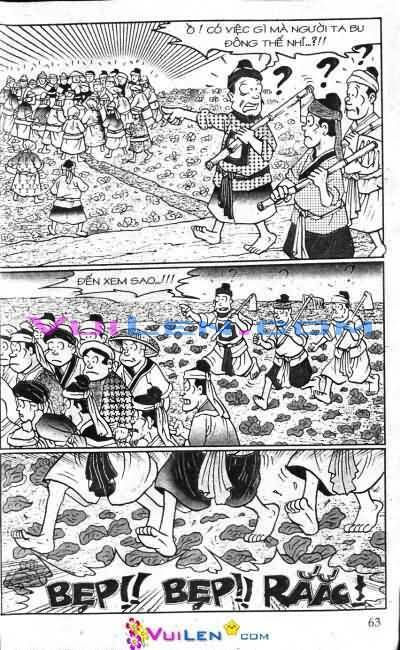 Ồ! CÓ VIỆC GÌ MÀ NGƯỜI TA BU
ĐÔNG THẾ NHỈ...?!!
? ? ?
ĐẾN XEM SAO...!!!
? ? ?
VUILEN.COM
BẸP!! BẸP!! RẮẮC!
63
VUILEN.COM